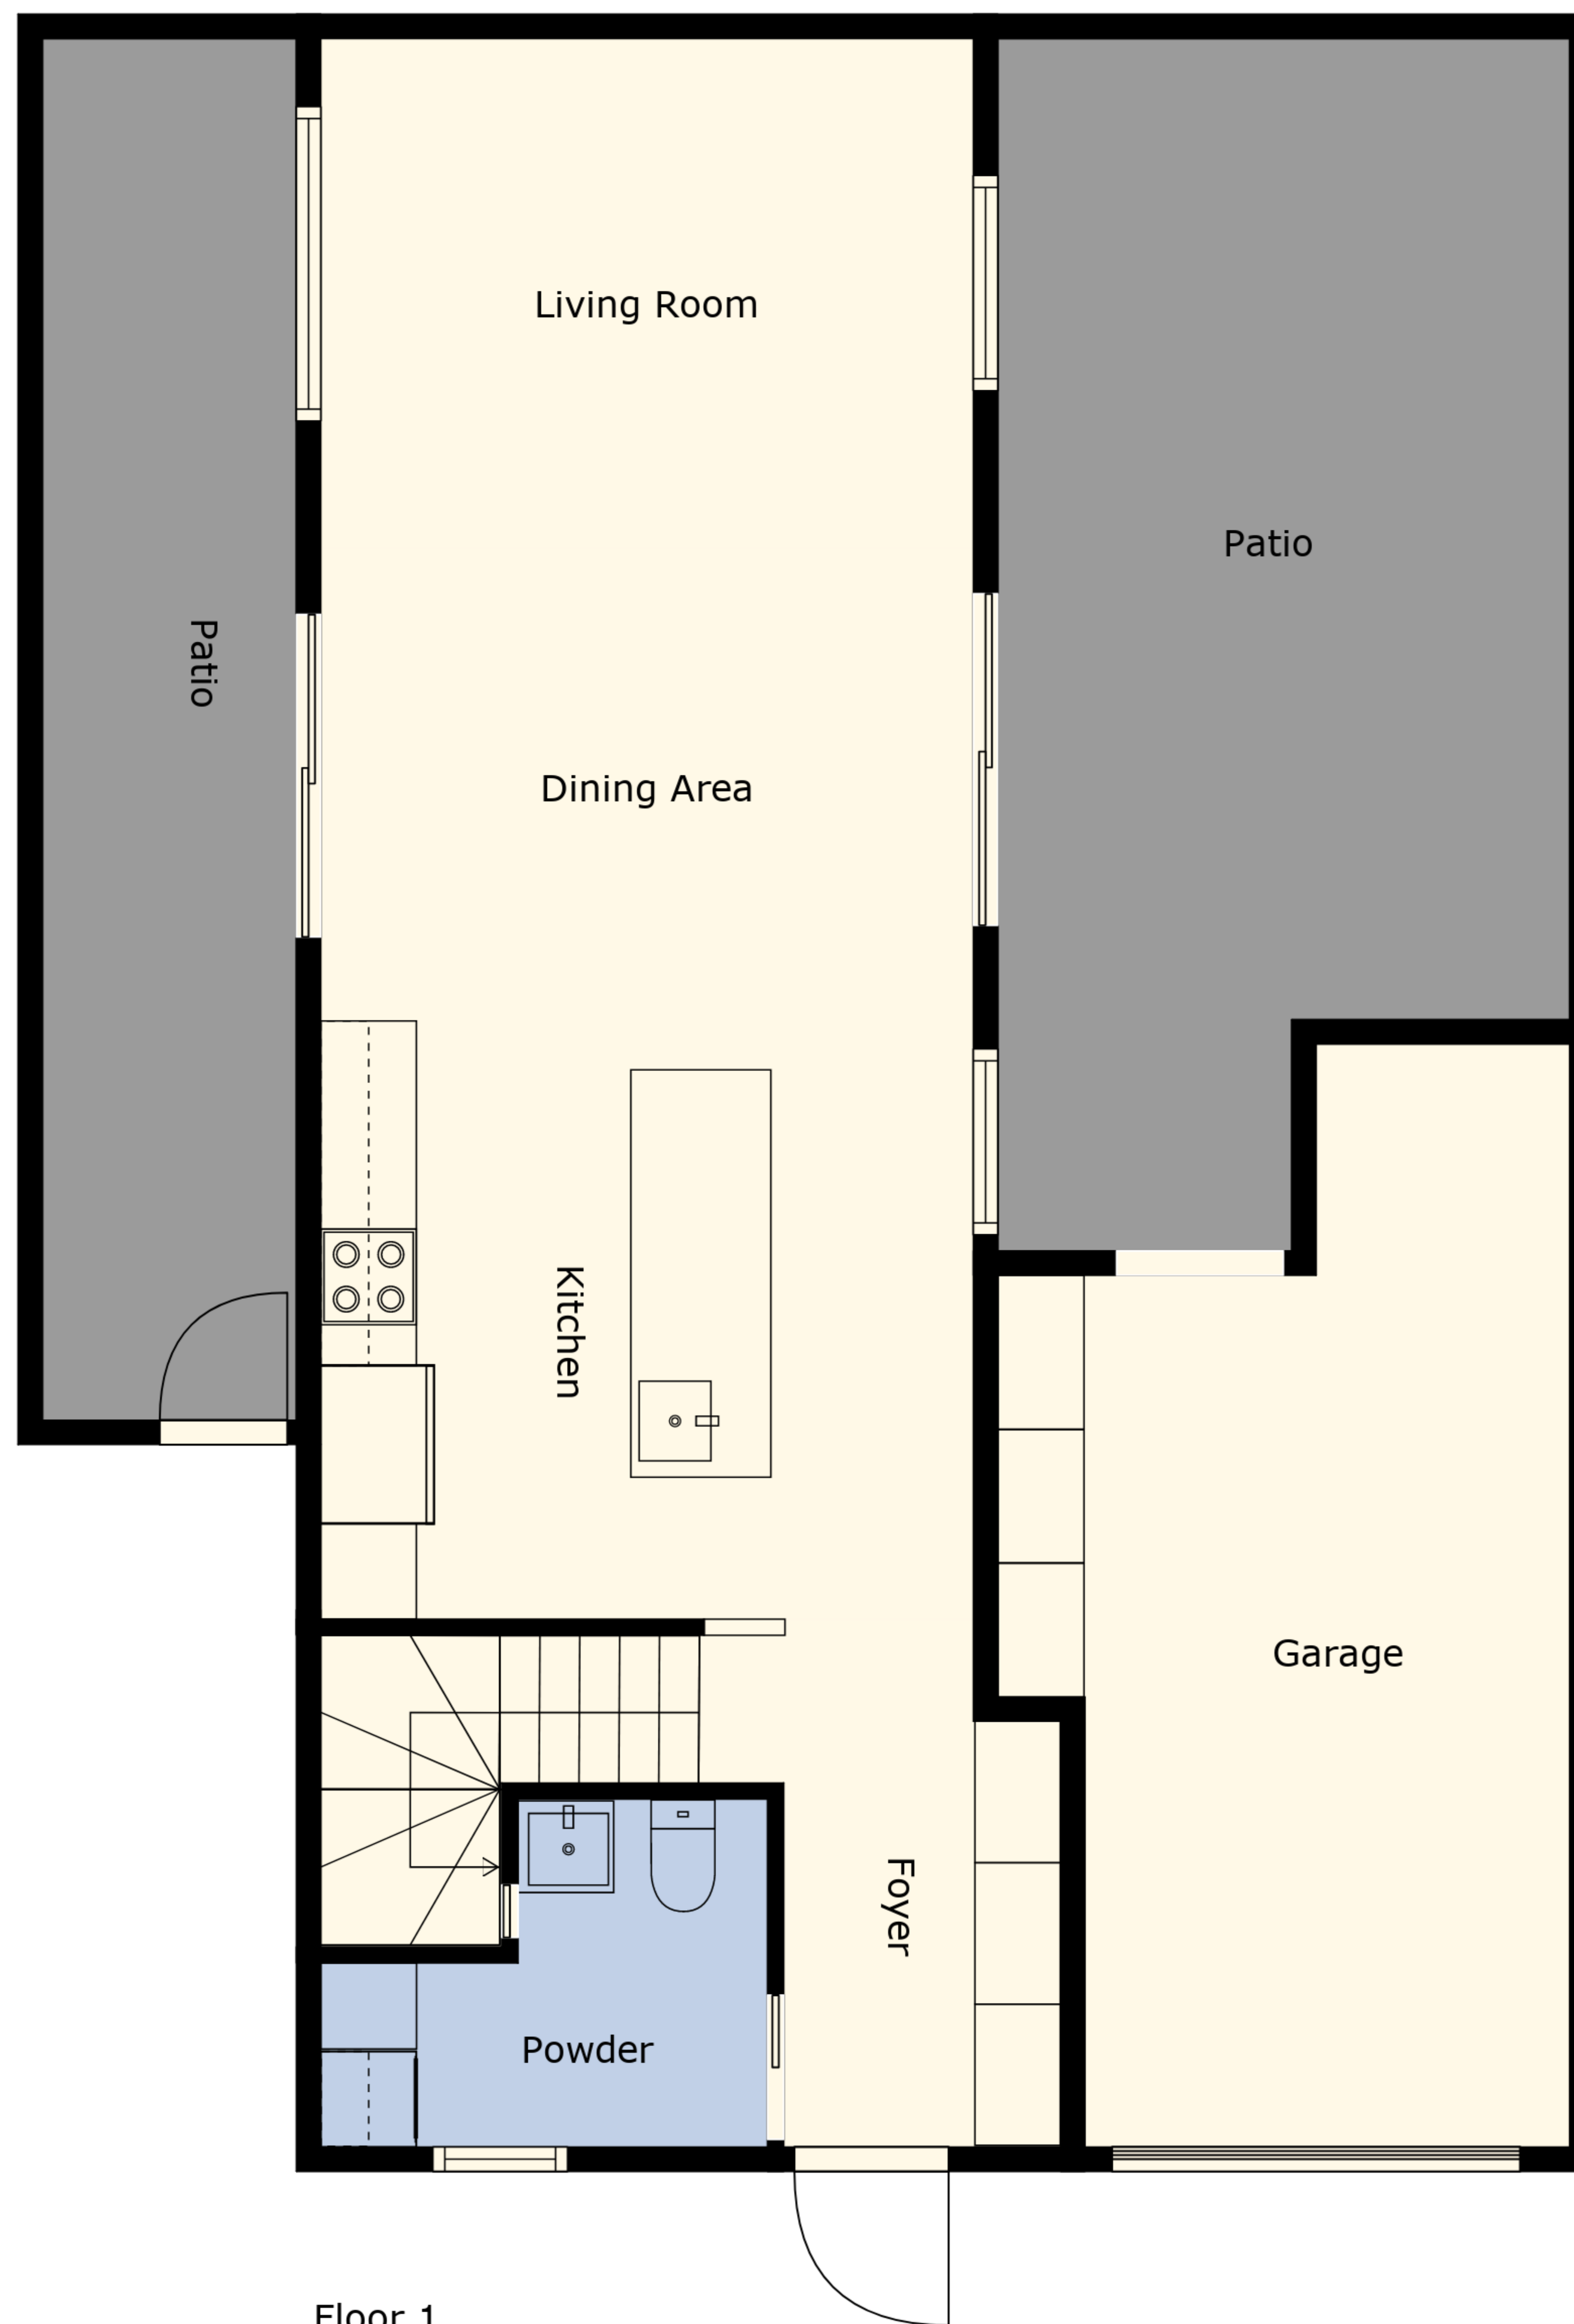 Living Room
Patio
Patio
Dining Area
Kitchen
Garage
Foyer
Powder
Floor 1